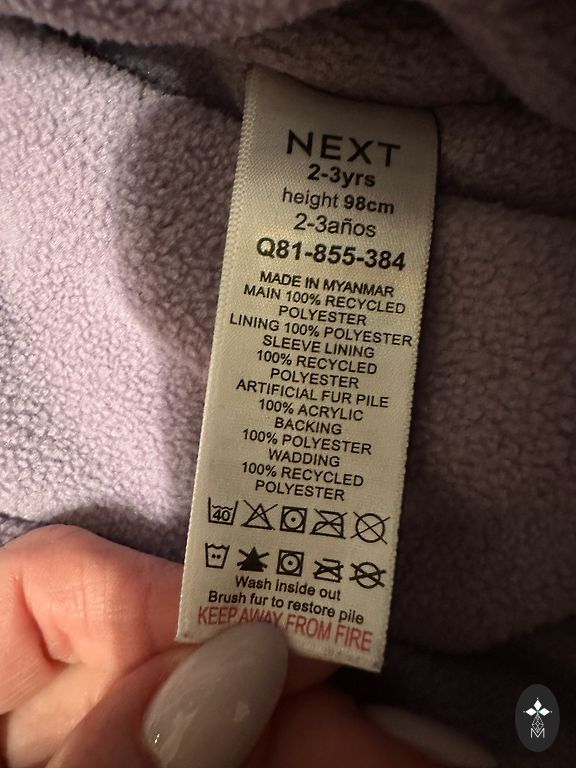 NEXT
2-3yrs
height 98cm
2-3años
Q81-855-384
MADE IN MYANMAR
MAIN 100% RECYCLED
POLYESTER
LINING 100% POLYESTER
SLEEVE LINING
100% RECYCLED
POLYESTER
ARTIFICIAL FUR PILE
100% ACRYLIC
BACKING
100% POLYESTER
WADDING
100% RECYCLED
POLYESTER
40
Wash inside out
Brush fur to restore pile
KEEP AWAY FROM FIRE
M